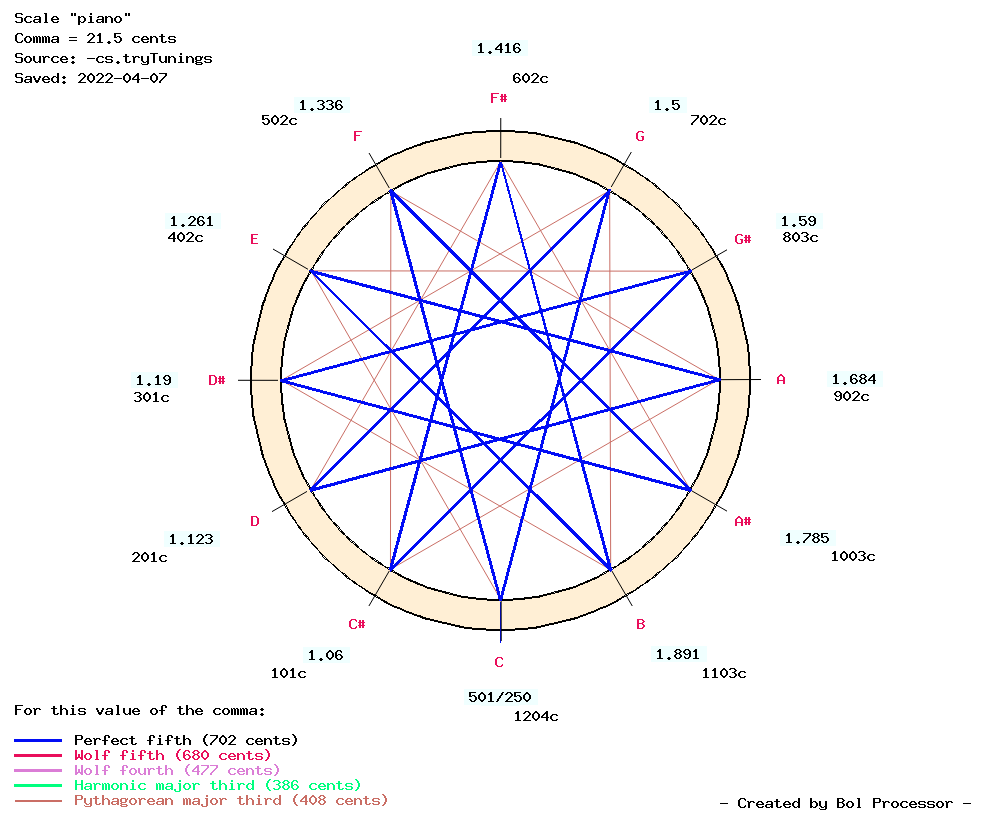 Scale "piano"
Comma = 21.5 cents
Source: -cs.tryTunings
Saved: 2022-04-07
1.416
602c
F#
1.336
502c
F
1.5
702c
G
1.261
402c
E
1.59
803c
G#
1.19
301c
D#
A
1.684
902c
D
1.123
201c
A#
1.785
1003c
C#
1.06
101c
B
1.891
1103c
C
501/250
1204c
For this value of the comma:
Perfect fifth (702 cents)
Wolf fifth (680 cents)
Wolf fourth (477 cents)
Harmonic major third (386 cents)
Pythagorean major third (408 cents)
- Created by Bol Processor -